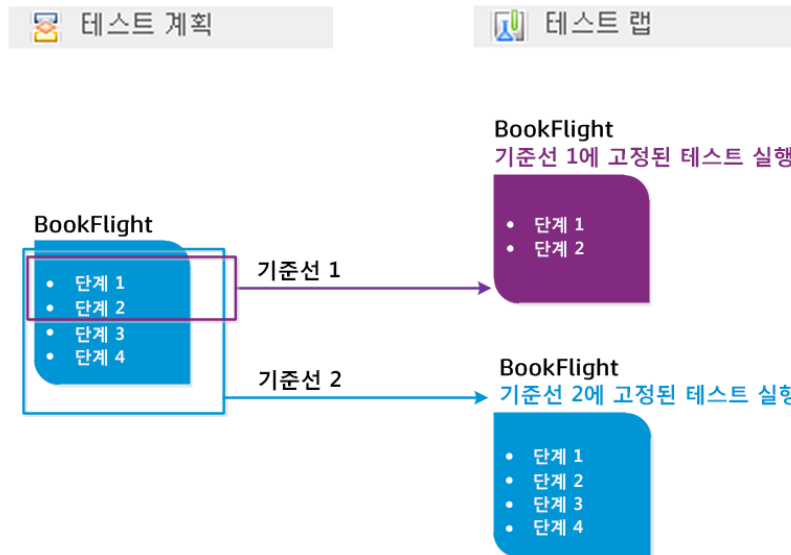 테스트 계획
테스트 랩
BookFlight
기준선 1에 고정된 테스트 실행
• 단계 1
• 단계 2
BookFlight
• 단계 1
• 단계 2
• 단계 3
• 단계 4
기준선 1
기준선 2
BookFlight
기준선 2에 고정된 테스트 실행
• 단계 1
• 단계 2
• 단계 3
• 단계 4